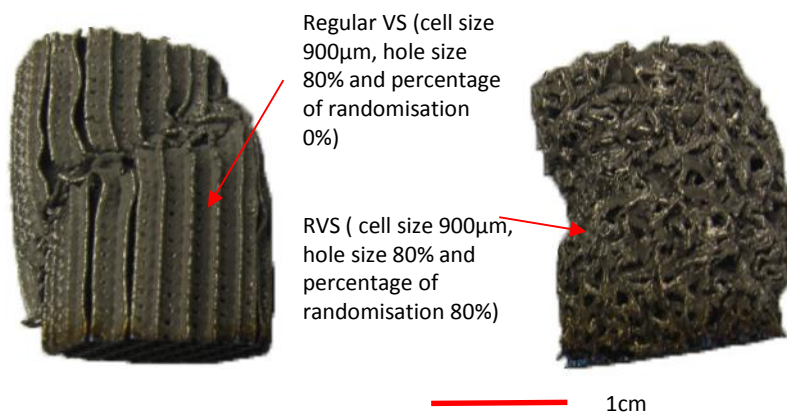 Regular VS (cell size
900µm, hole size
80% and percentage
of randomisation
0%)
RVS ( cell size 900µm,
hole size 80% and
percentage of
randomisation 80%)
1cm